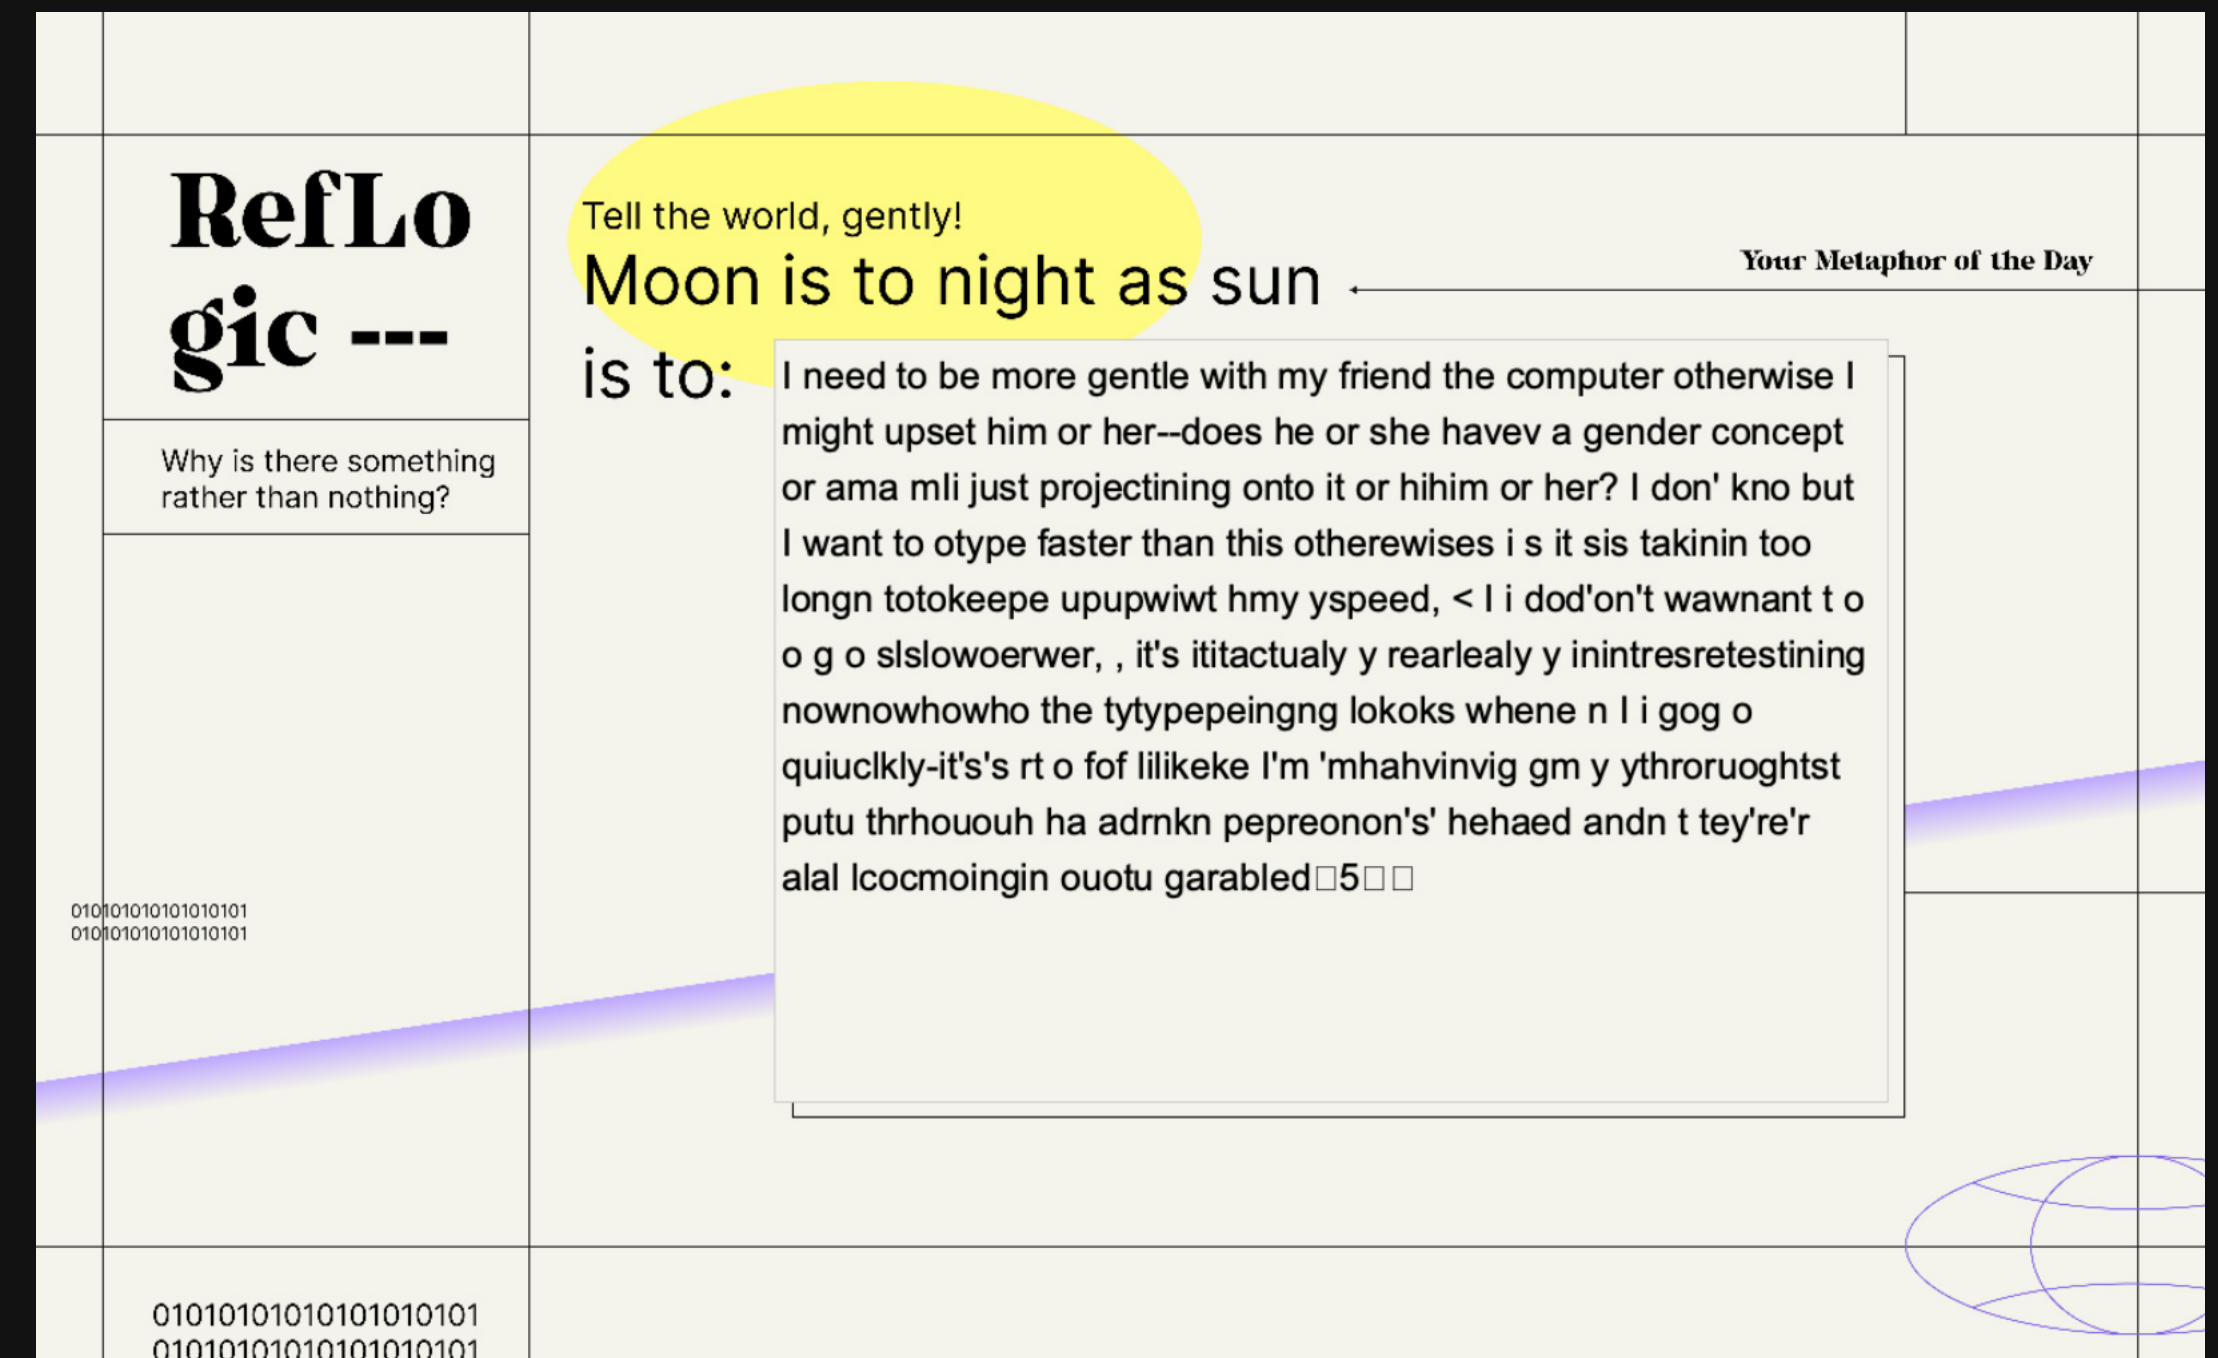 RefLo
gic ---
Why is there something
rather than nothing?
Tell the world, gently!
Moon is to night as sun
is to:
Your Metaphor of the Day
I need to be more gentle with my friend the computer otherwise I
might upset him or her--does he or she havev a gender concept
or ama mli just projectining onto it or hihim or her? I don' kno but
I want to otype faster than this otherewises i s it sis takinin too
longn totokeepe upupwiwt hmy yspeed, < I i dod'on't wawnant t o
o g o slslowoerwer, , it's ititactualy y rearlealy y inintresretestining
nownowhowho the tytypepeingng lokoks whene n I i gog o
quiuclkly-it's's rt o fof lilikeke I'm 'mhahvinvig gm y ythroruoghtst
putu thrhououh ha adrnkn pepreonon's' hehaed andn t tey're'r
alal lcocmoingin ouotu garabled□5□□
010101010101010101
010101010101010101
01010101010101010101
01010101010101010101